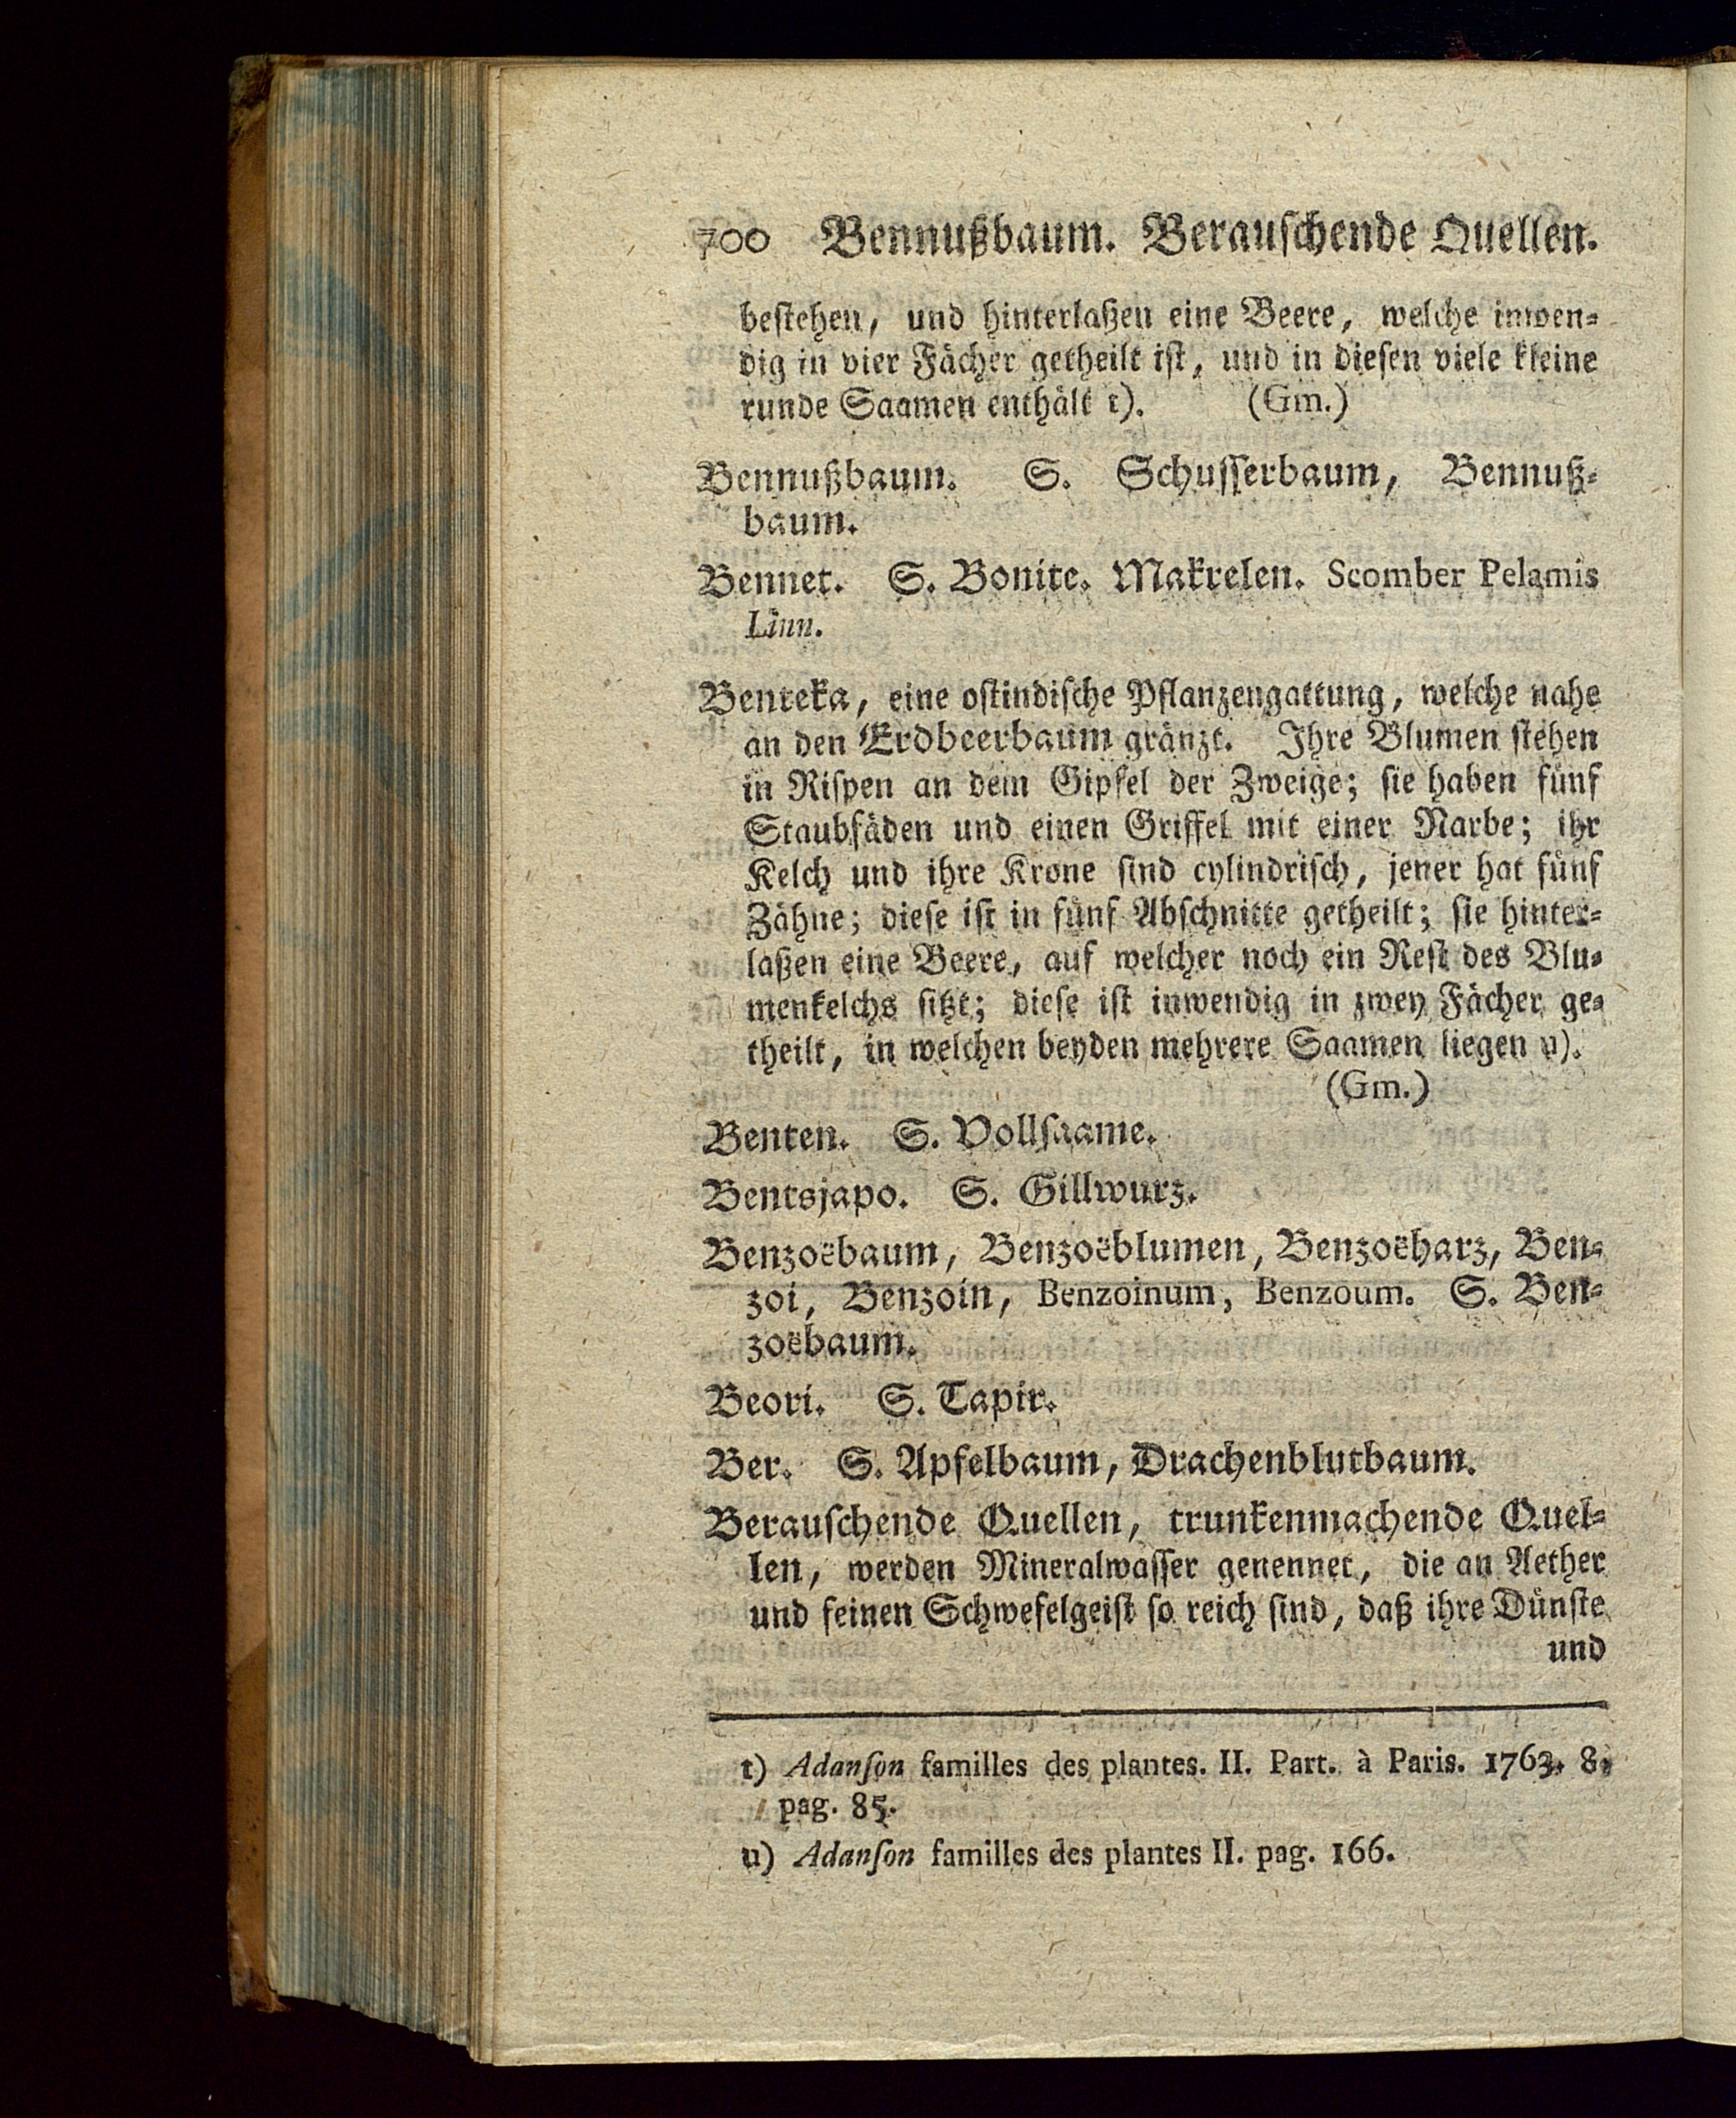 700 Bennußbaum. Berauſchende Quellen.
beſtehen, und hinterlaßen eine Beere, welche inwen⸗
dig in vier Fächer getheilt iſt, und in dieſen viele kleine
runde Saamen enthält t). (Gm.)
Bennußbaum. S. Schuſſerbaum, Bennuß⸗
baum.
Bennet. S. Bonite. Makrelen. Scomber Pelamis
Linn.
Benteka, eine oſtindiſche Pflanzengattung, welche nahe
an den Erdbeerbaum gränzt. Ihre Blumen ſtehen
in Riſpen an dem Gipfel der Zweige; ſie haben fünf
Staubfäden und einen Griffel mit einer Narbe; ihr
Kelch und ihre Krone ſind cylindriſch, jener hat fünf
Zähne; dieſe iſt in fünf Abſchnitte getheilt; ſie hinter⸗
laßen eine Beere, auf welcher noch ein Reſt des Blu⸗
menkelchs ſitzt; dieſe iſt inwendig in zwey Fächer ge⸗
theilt, in welchen beyden mehrere Saamen liegen u).
(Gm.)
Benten. S. Vollſaame.
Bentsjapo. S. Gillwurz.
Benzoëbaum, Benzoëblumen, Benzoëharz, Ben⸗
zoi, Benzoin, Benzoinum, Benzoum. S. Ben⸗
zoëbaum.
Beori. S. Tapir.
Ber. S. Apfelbaum, Drachenblutbaum.
Berauſchende Quellen, trunkenmachende Quel⸗
len, werden Mineralwaſſer genennet, die an Aether
und feinen Schwefelgeiſt ſo reich ſind, daß ihre Dünſte
und
t) Adanſon familles des plantes. II. Part. à Paris. 1763. 8.
pag. 85.
u) Adanſon familles des plantes II. pag. 166.